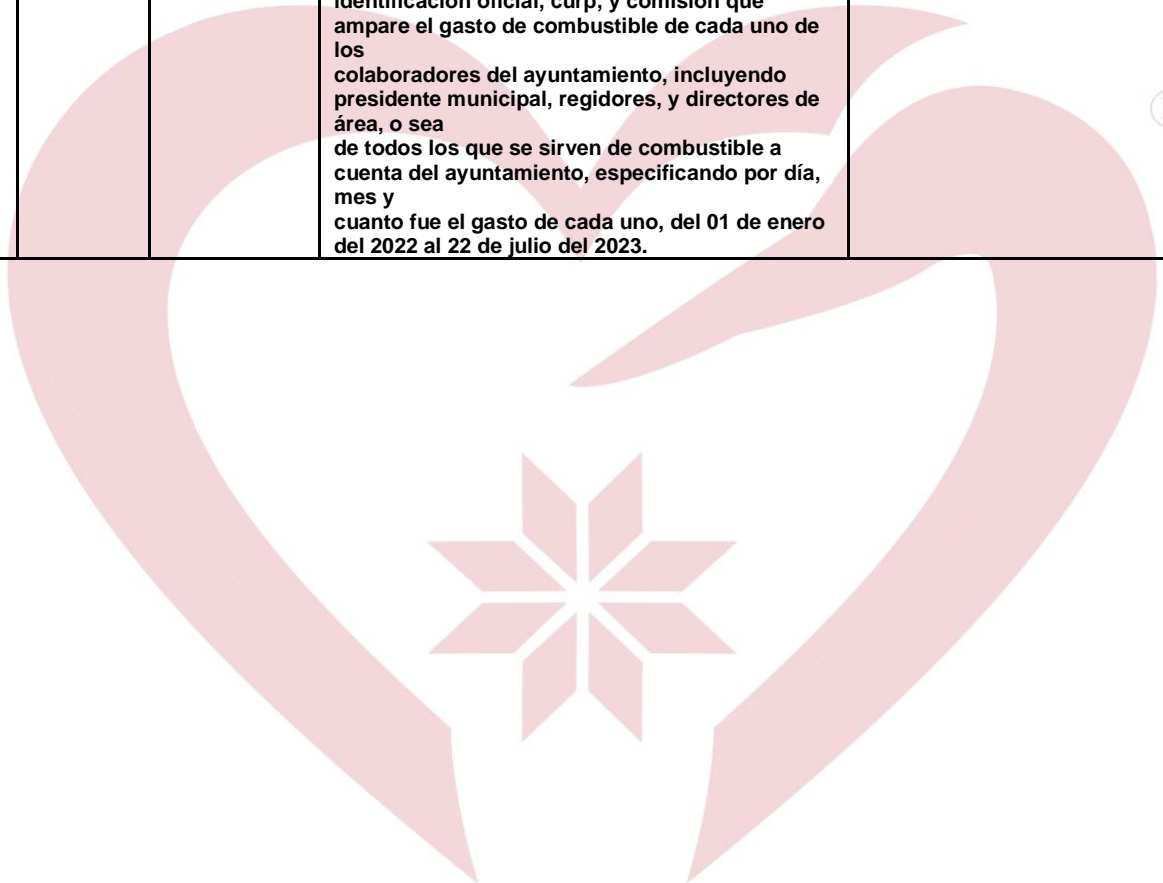 identificación oficial, curp, y comisión que
ampare el gasto de combustible de cada uno de
los
colaboradores del ayuntamiento, incluyendo
presidente municipal, regidores, y directores de
área, o sea
de todos los que se sirven de combustible a
cuenta del ayuntamiento, especificando por día,
mes y
cuanto fue el gasto de cada uno, del 01 de enero
del 2022 al 22 de julio del 2023.